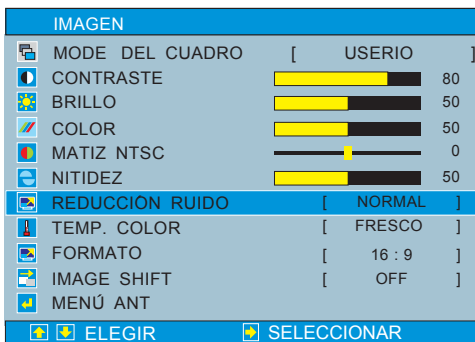 IMAGEN
MODE DEL CUADRO [ USERIO ]
CONTRASTE 80
BRILLO 50
COLOR 50
MATIZ NTSC 0
NITIDEZ 50
REDUCCIÓN RUIDO [ NORMAL ]
TEMP. COLOR [ FRESCO ]
FORMATO [ 16 : 9 ]
IMAGE SHIFT [ OFF ]
MENÚ ANT
ELEGIR SELECCIONAR